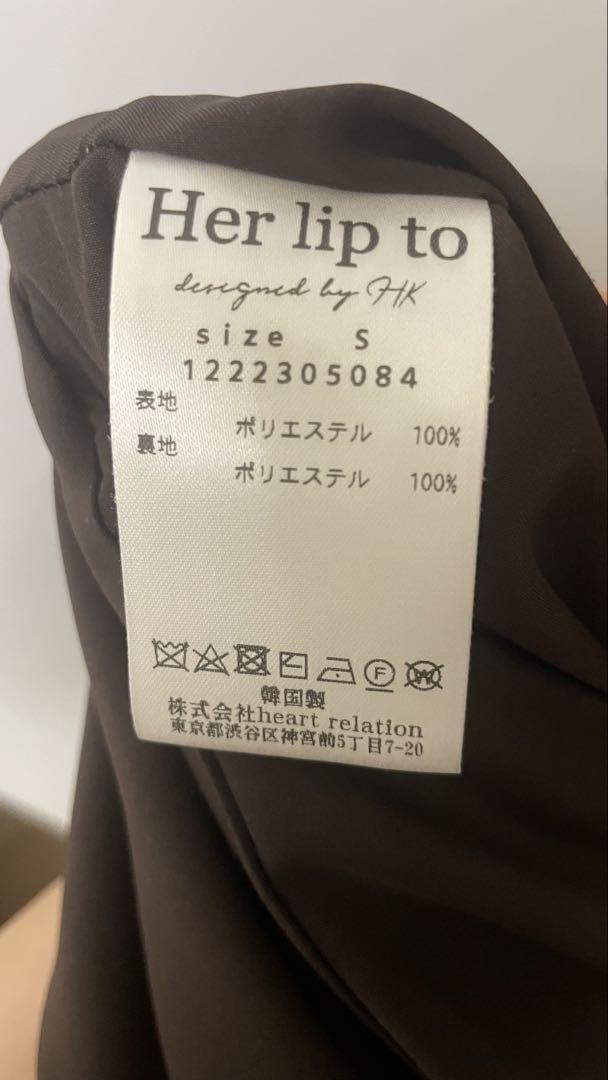 Her lip to
designed by HK
size S
1222305084
表地
ポリエステル 100%
裏地
ポリエステル 100%
F
W
韓国製
株式会社heart relation
東京都渋谷区神宮前5丁目7-20